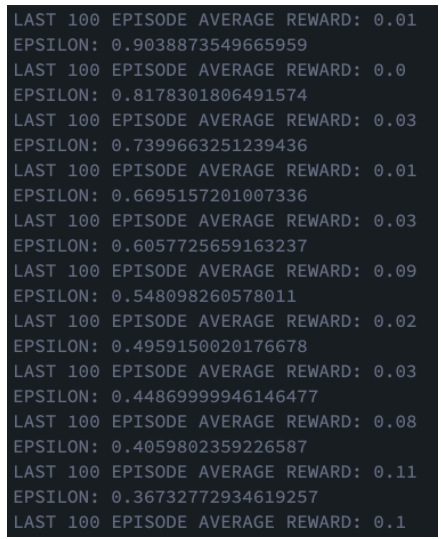 LAST 100 EPISODE AVERAGE REWARD: 0.01
EPSILON: 0.9038873549665959
LAST 100 EPISODE AVERAGE REWARD: 0.0
EPSILON: 0.8178301806491574
LAST 100 EPISODE AVERAGE REWARD: 0.03
EPSILON: 0.7399663251239436
LAST 100 EPISODE AVERAGE REWARD: 0.01
EPSILON: 0.6695157201007336
LAST 100 EPISODE AVERAGE REWARD: 0.03
EPSILON: 0.6057725659163237
LAST 100 EPISODE AVERAGE REWARD: 0.09
EPSILON: 0.548098260578011
LAST 100 EPISODE AVERAGE REWARD: 0.02
EPSILON: 0.4959150020176678
LAST 100 EPISODE AVERAGE REWARD: 0.03
EPSILON: 0.44869999946146477
LAST 100 EPISODE AVERAGE REWARD: 0.08
EPSILON: 0.4059802359226587
LAST 100 EPISODE AVERAGE REWARD: 0.11
EPSILON: 0.36732772934619257
LAST 100 EPISODE AVERAGE REWARD: 0.1